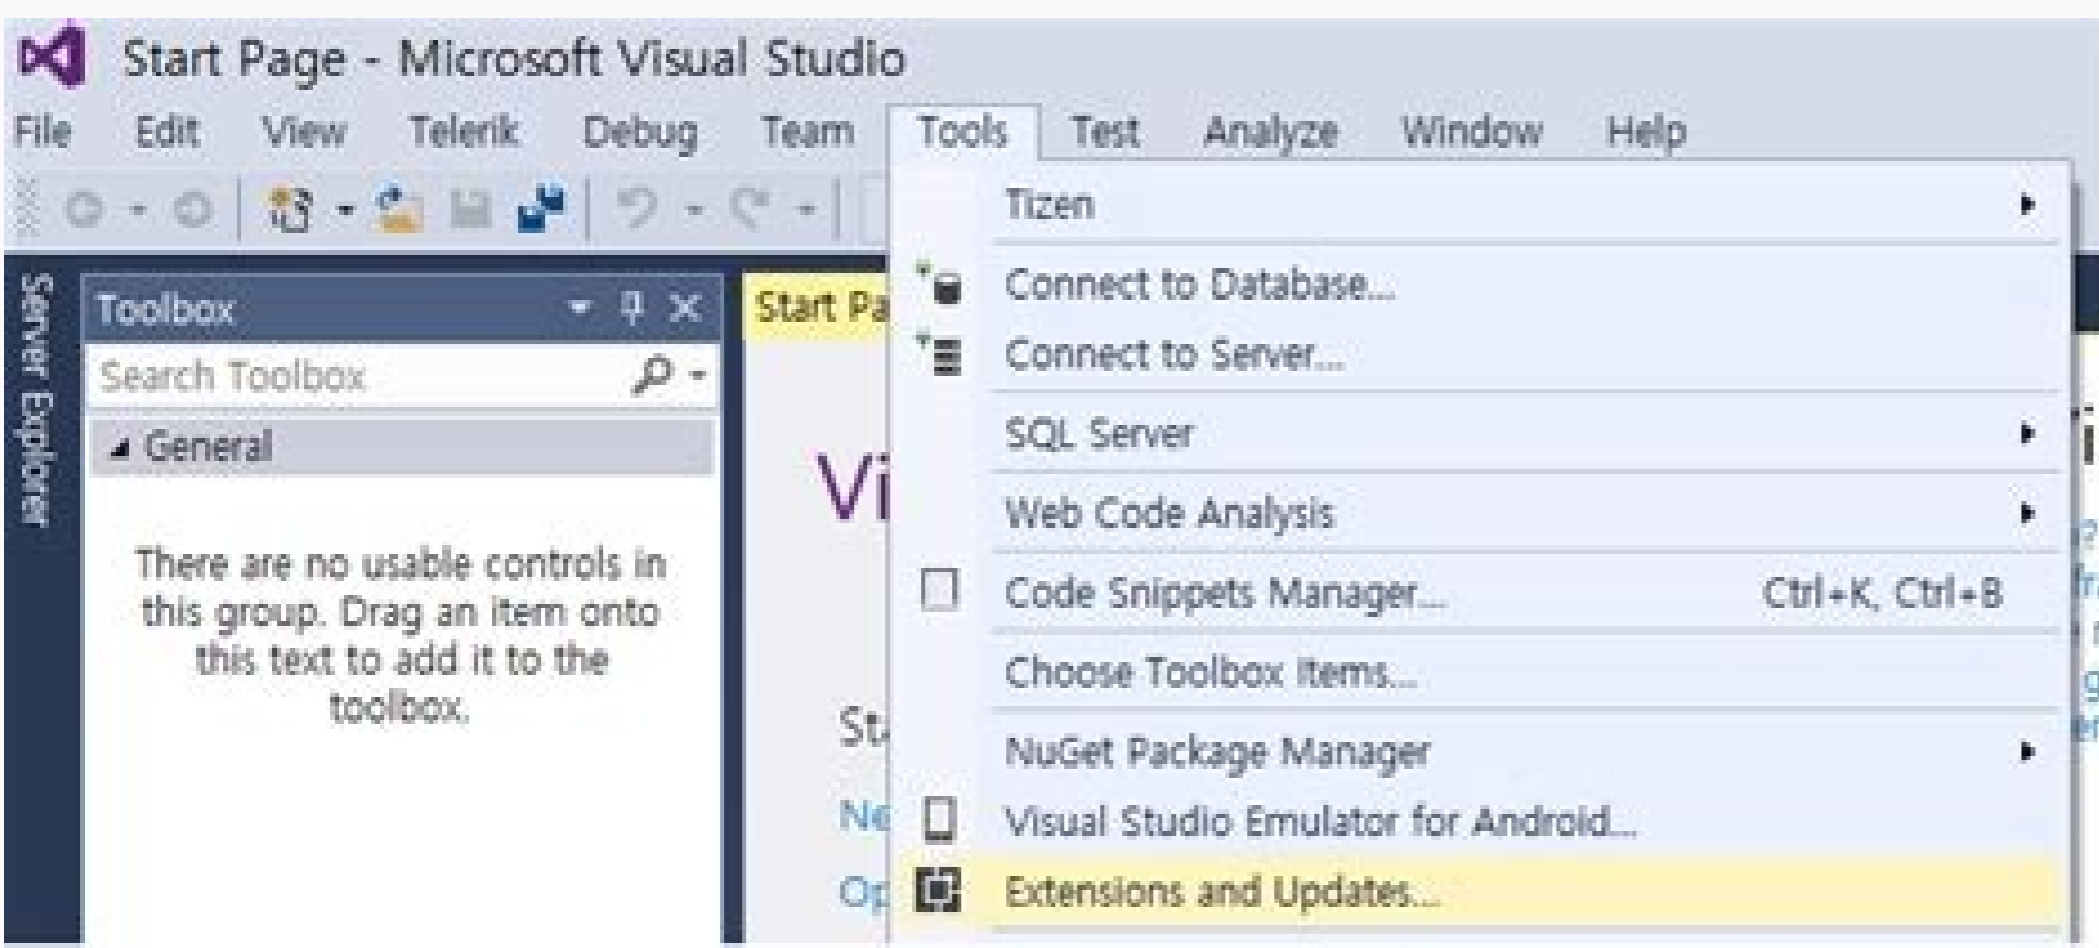 Start Page - Microsoft Visual Studio
File Edit View Telerik Debug Team Tools Test Analyze Window Help
Server Explorer
Toolbox
Search Toolbox
General
There are no usable controls in
this group. Drag an item onto
this text to add it to the
toolbox.
Start Pa
Vi
Sta
Ne
Op
Tizen
Connect to Database...
Connect to Server...
SQL Server
Web Code Analysis
Code Snippets Manager... Ctrl+K, Ctrl+B
Choose Toolbox Items...
NuGet Package Manager
Visual Studio Emulator for Android...
Extensions and Updates...